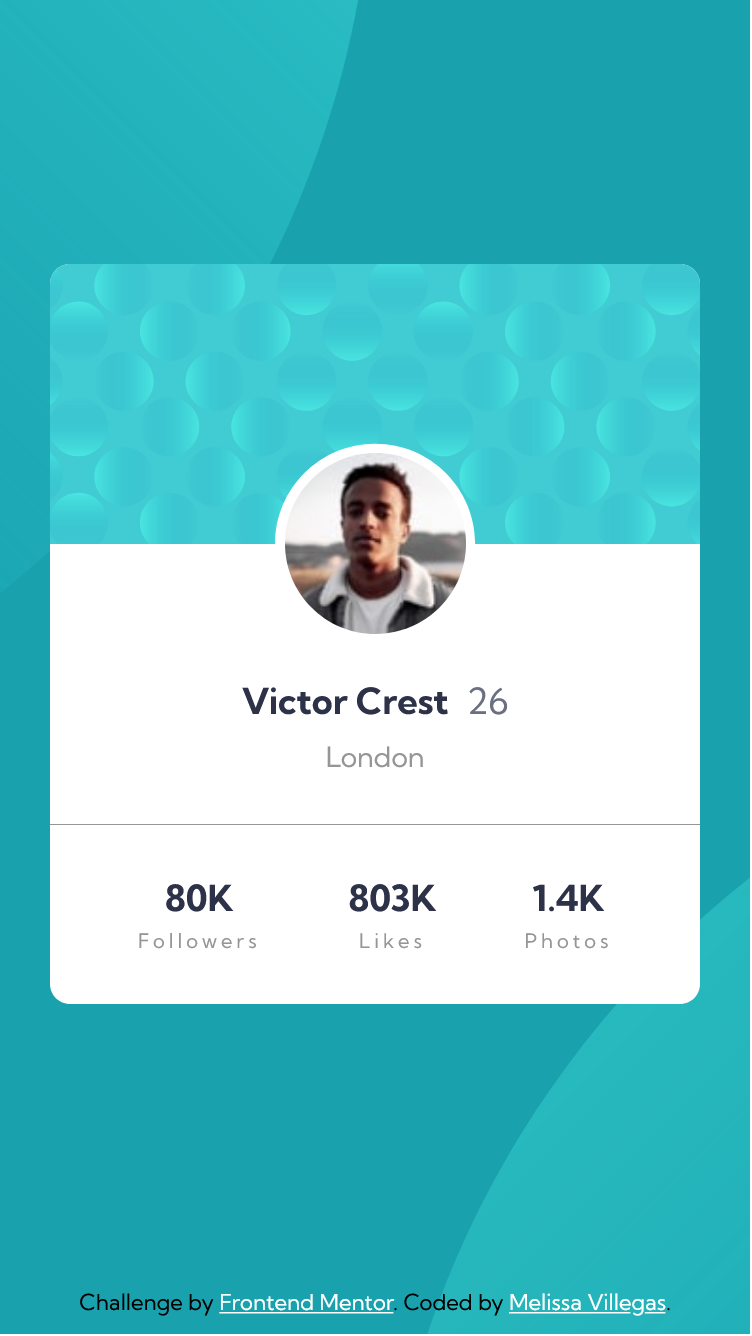 Victor Crest 26
London
80K 803K 1.4K
Followers Likes Photos
Challenge by Frontend Mentor. Coded by Melissa Villegas.